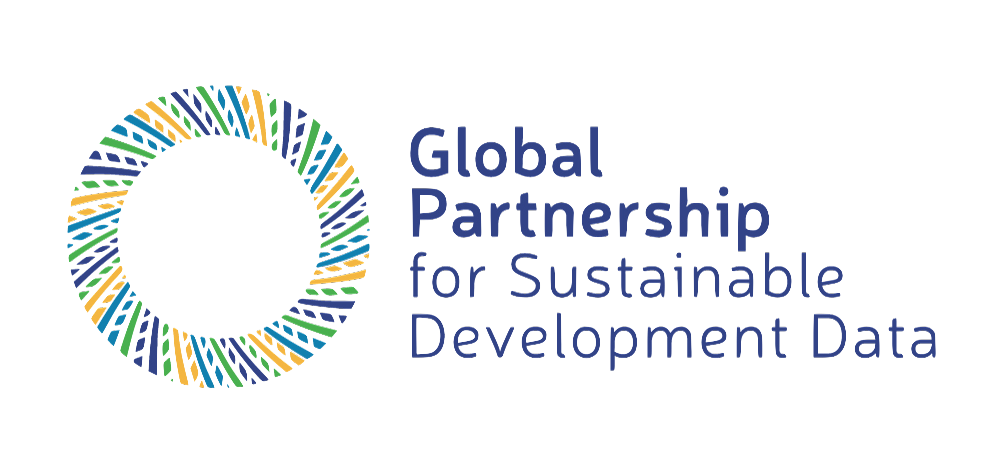 Global
Partnership
for Sustainable
Development Data